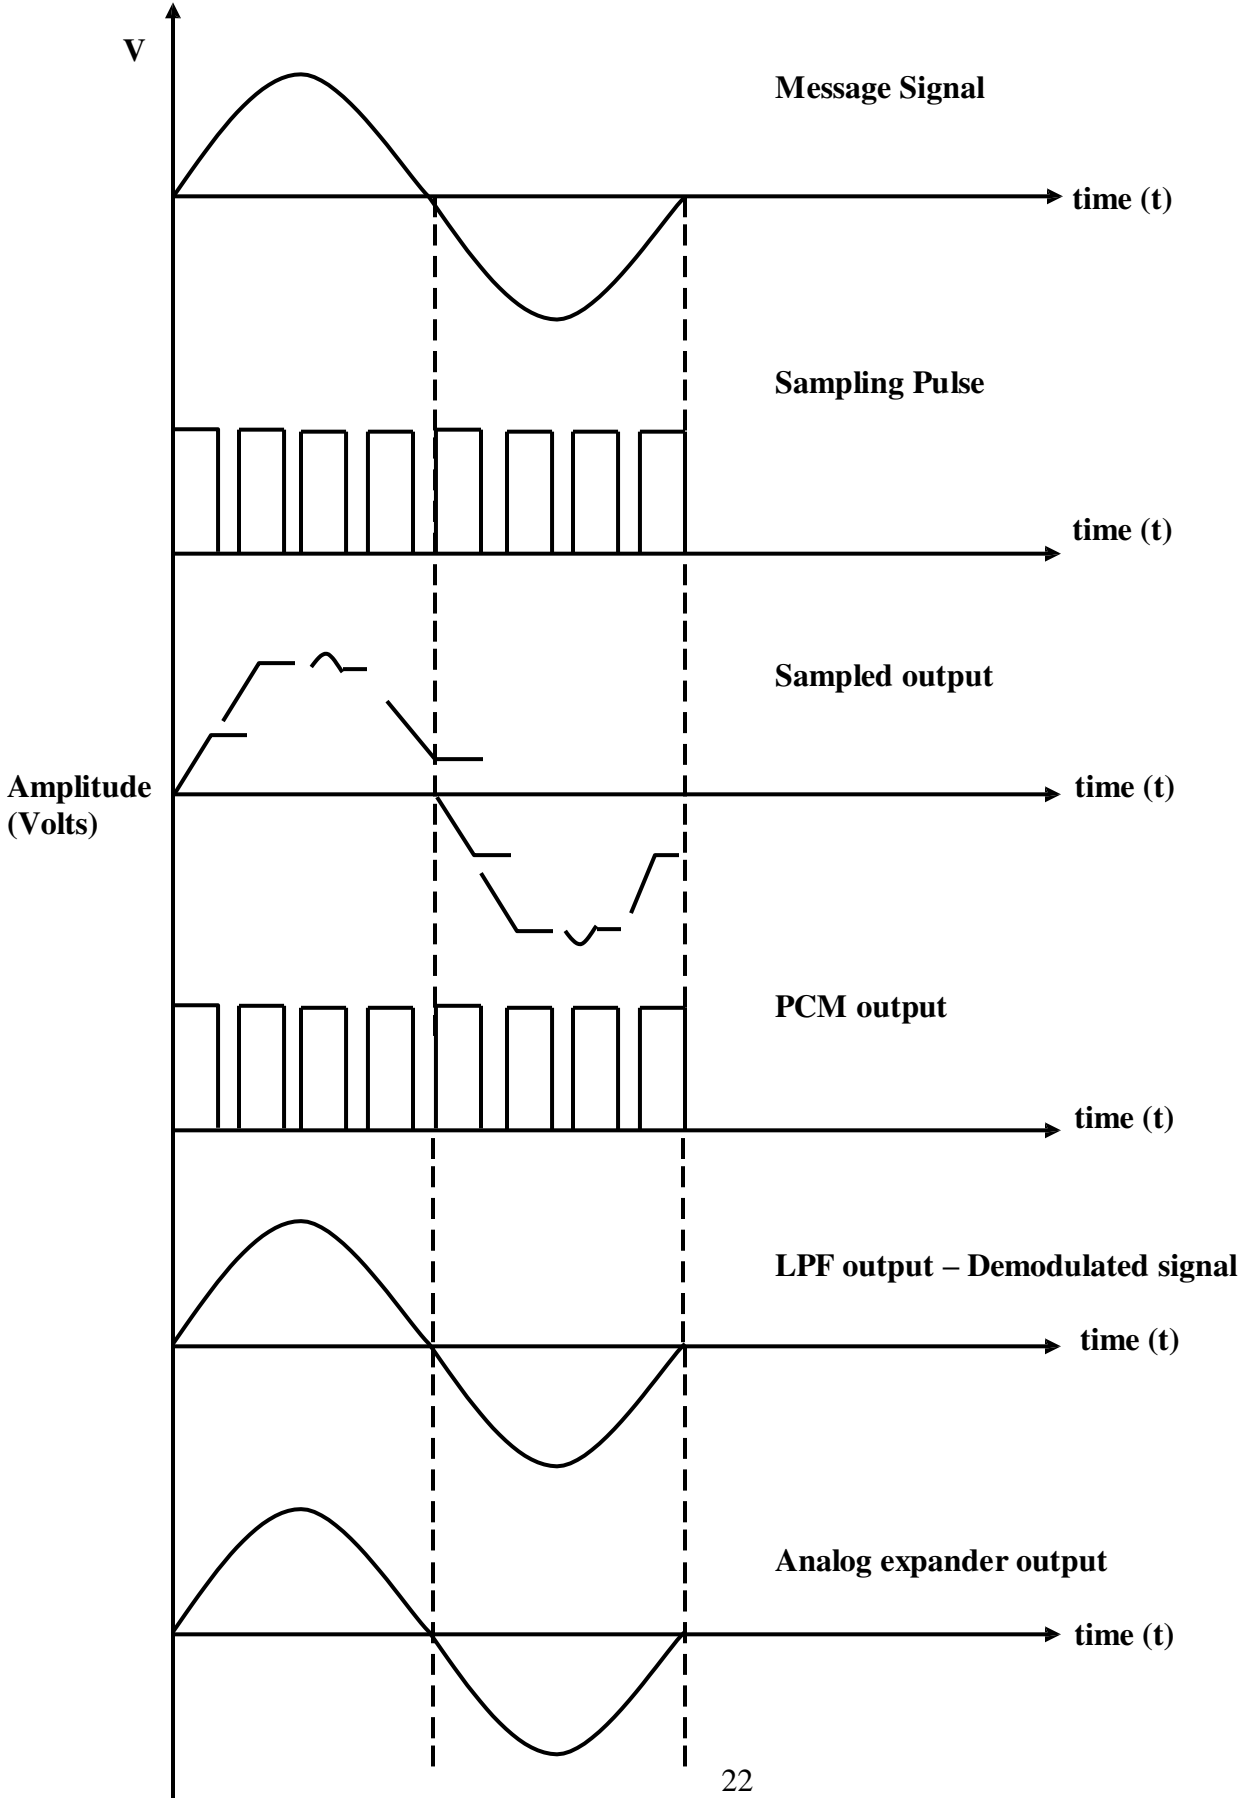 V
Message Signal
time (t)
Sampling Pulse
time (t)
Sampled output
Amplitude
(Volts)
time (t)
PCM output
time (t)
LPF output – Demodulated signal
time (t)
Analog expander output
time (t)
22